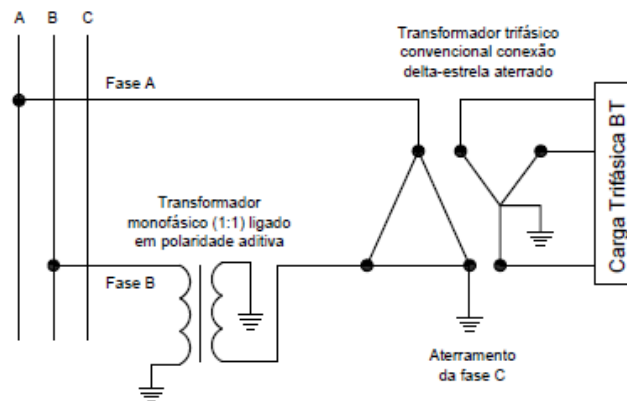 A B C
Transformador trifásico
convencional conexão
delta-estrela aterrado
Fase A
Carga Trifásica BT
Transformador
monofásico (1:1) ligado
em polaridade aditiva
Fase B
Aterramento
da fase C